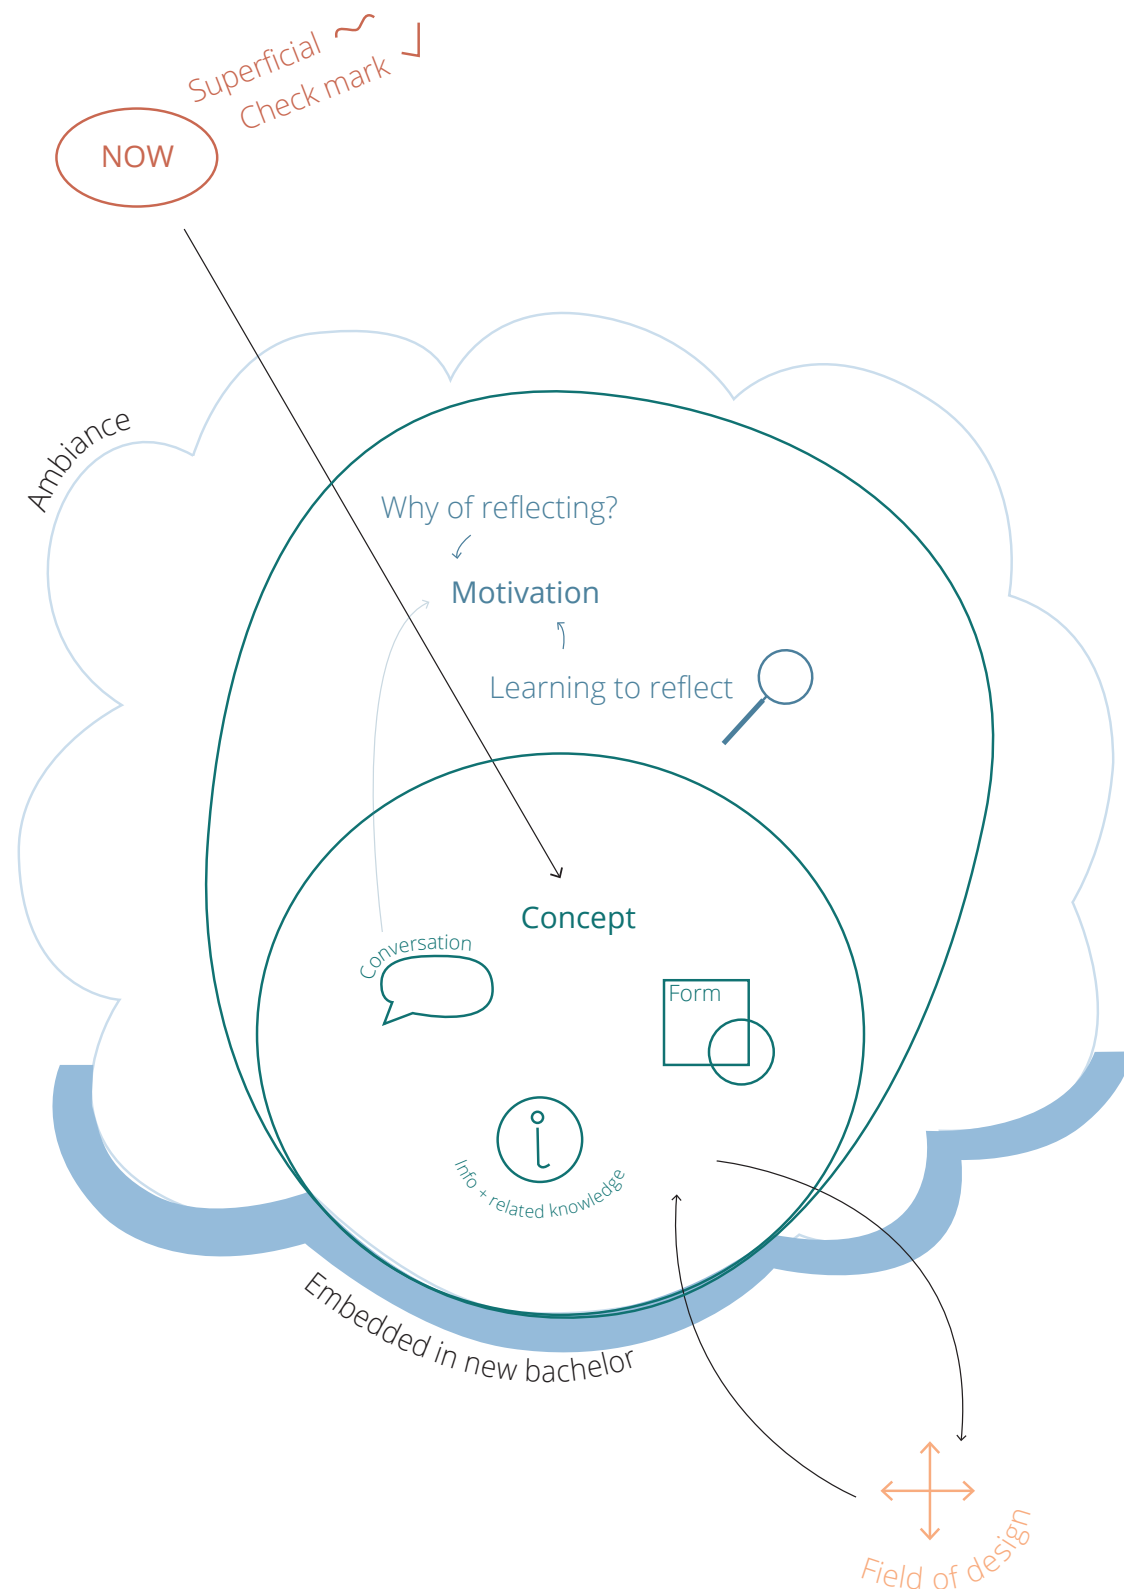 Superficial
Check mark
NOW
Ambiance
Why of reflecting?
Motivation
Learning to reflect
Concept
Conversation
Form
Info + related knowledge
Embedded in new bachelor
Field of design